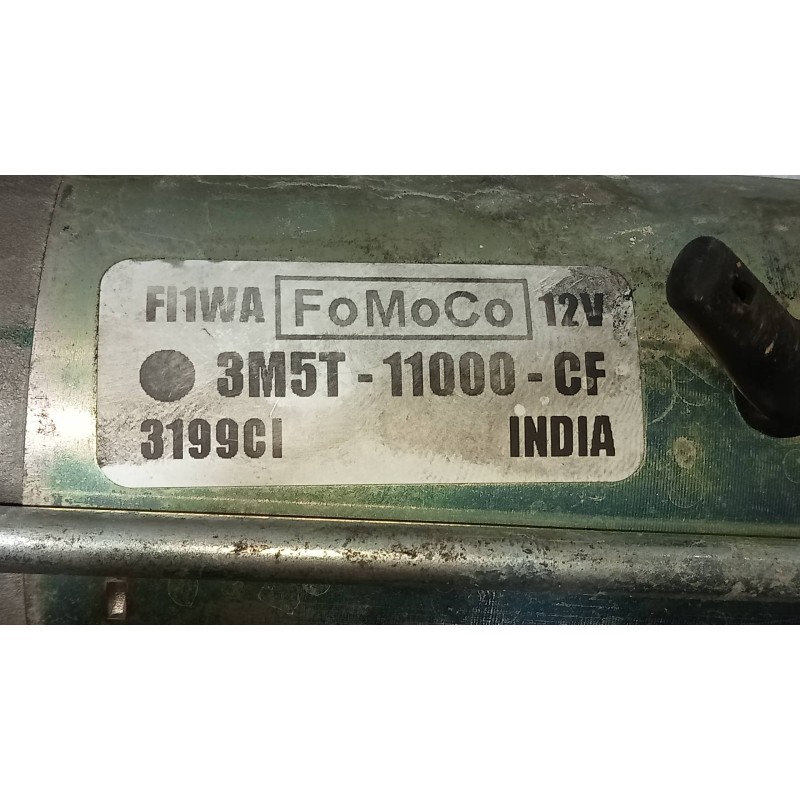 FI1WA FoMoCo 12V
3M5T - 11000 - CF
3199CI INDIA